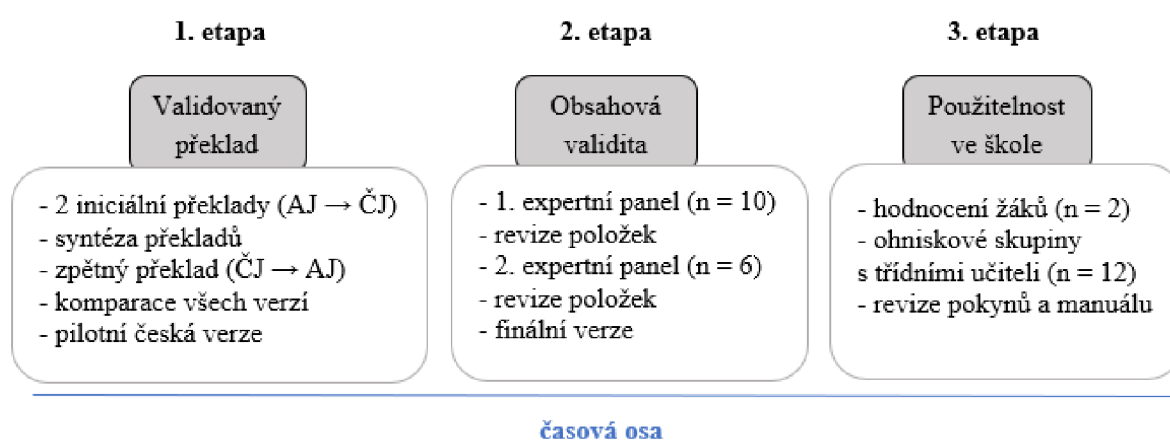 1. etapa
Validovaný
překlad
- 2 iniciální překlady (AJ → ČJ)
- syntéza překladů
- zpětný překlad (ČJ → AJ)
- komparace všech verzí
- pilotní česká verze
2. etapa
Obsahová
validita
- 1. expertní panel (n = 10)
- revize položek
- 2. expertní panel (n = 6)
- revize položek
- finální verze
3. etapa
Použitelnost
ve škole
- hodnocení žáků (n = 2)
- ohniskové skupiny
s třídními učiteli (n = 12)
- revize pokynů a manuálu
časová osa